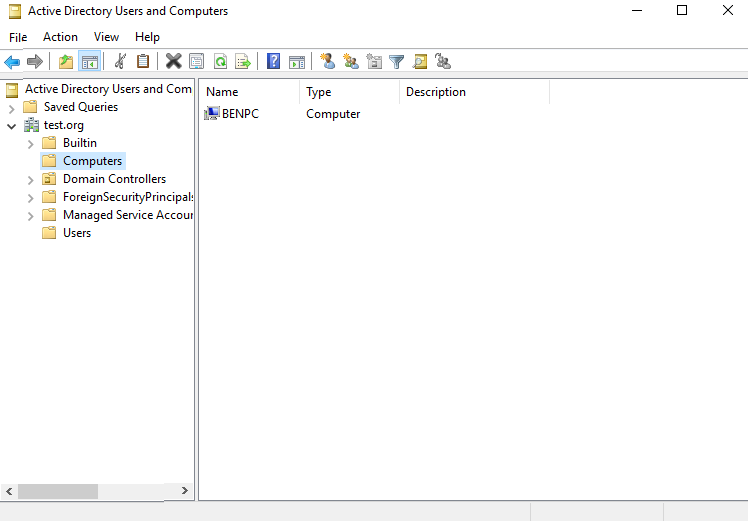 Active Directory Users and Computers
File Action View Help
Active Directory Users and Com
Saved Queries
test.org
Builtin
Computers
Domain Controllers
ForeignSecurityPrincipals
Managed Service Accour
Users
Name Type Description
BENPC Computer